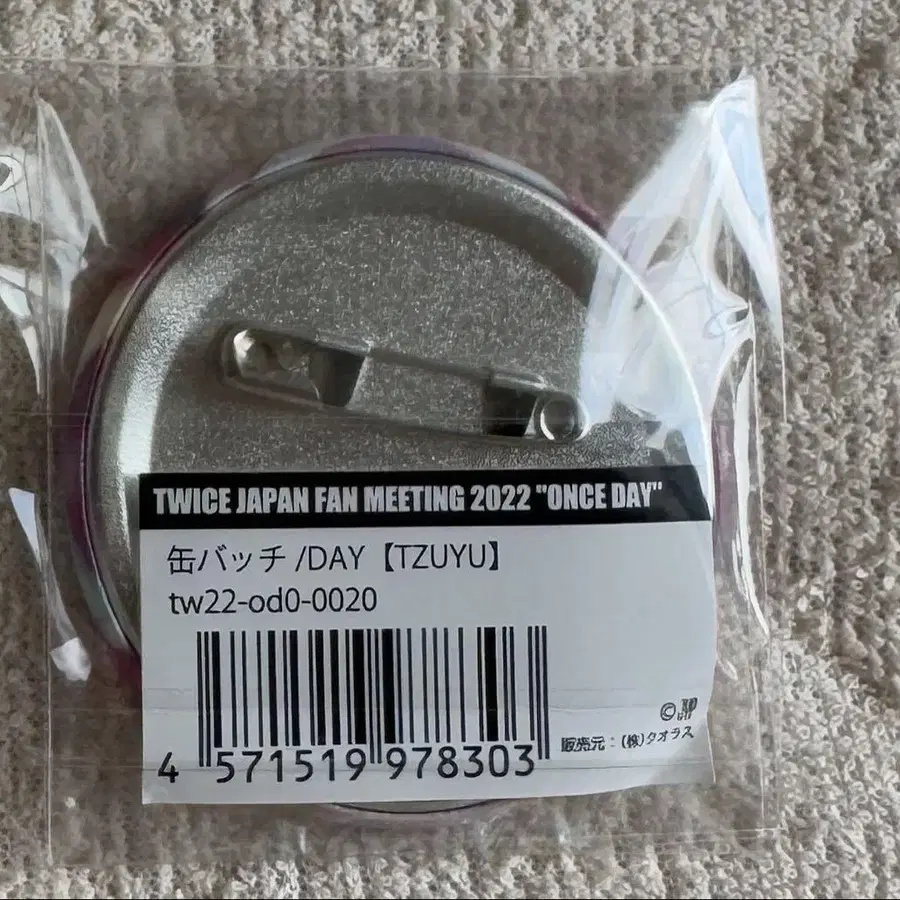 TWICE JAPAN FAN MEETING 2022 "ONCE DAY"
缶バッチ /DAY【TZUYU】
tw22-od0-0020
4 571519 978303
©JYP
販売元：(株)タオラス